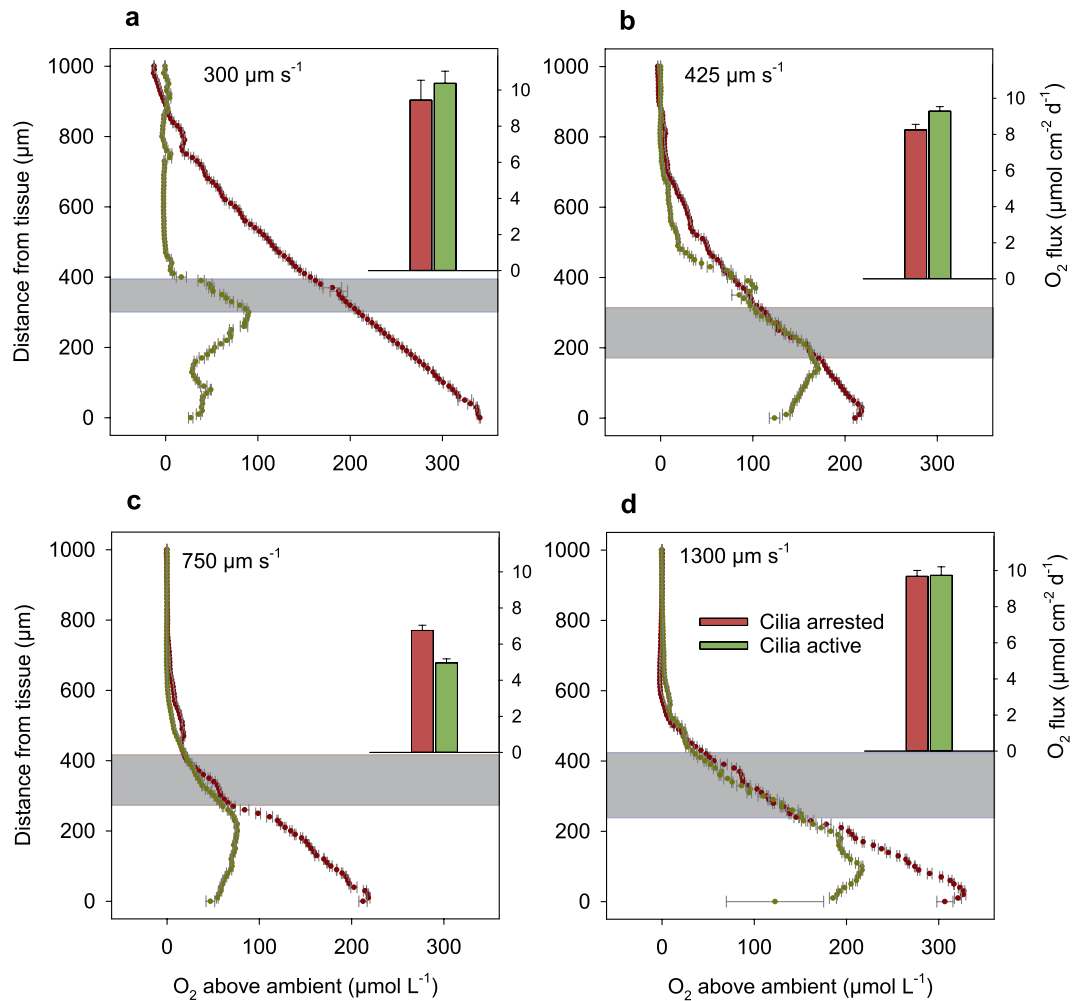 a
300 µm s-1
1000
800
600
400
200
0
Distance from tissue (µm)
0 100 200 300
10
8
6
4
2
0
b
425 µm s-1
1000
800
600
400
200
0
0 100 200 300
10
8
6
4
2
0
O2 flux (µmol cm-2 d-1)
c
750 µm s-1
1000
800
600
400
200
0
Distance from tissue (µm)
0 100 200 300
O2 above ambient (µmol L-1)
10
8
6
4
2
0
d
1300 µm s-1
1000
800
600
400
200
0
Cilia arrested
Cilia active
0 100 200 300
O2 above ambient (µmol L-1)
10
8
6
4
2
0
O2 flux (µmol cm-2 d-1)